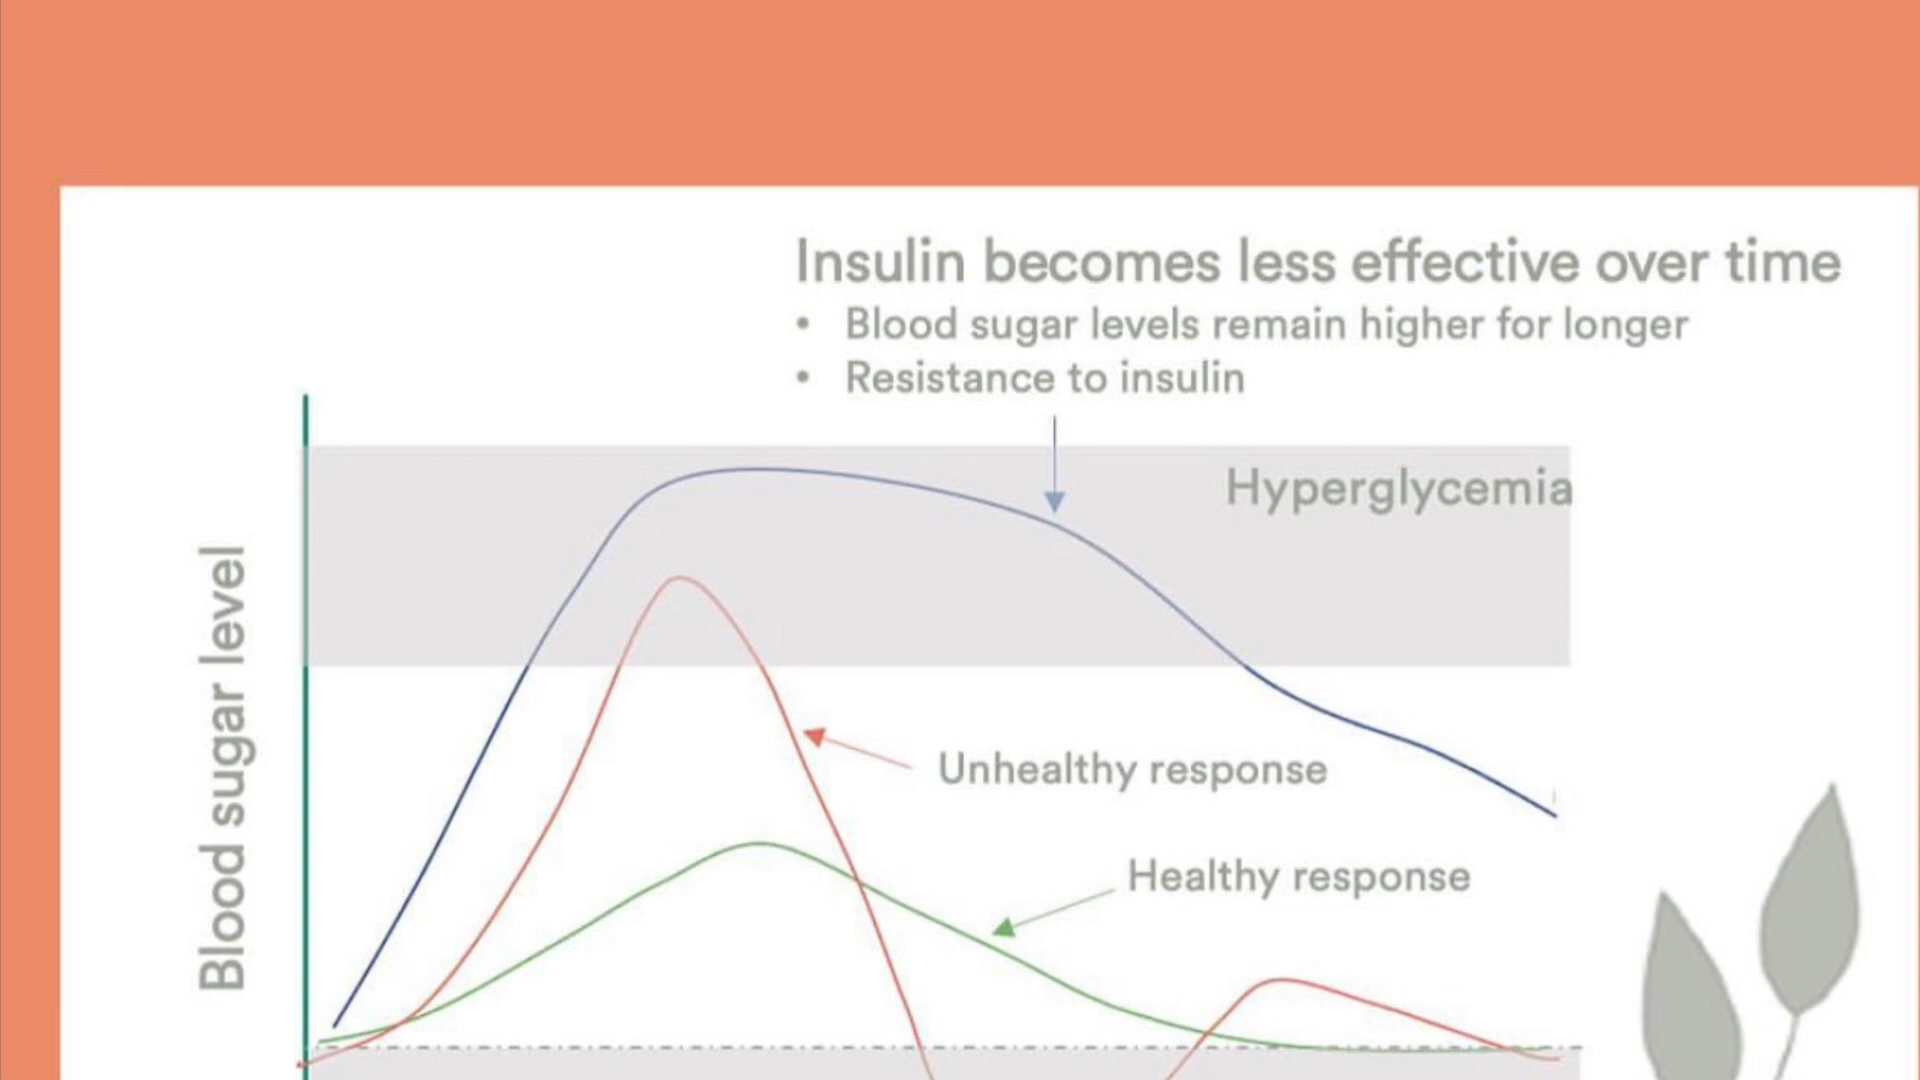 Insulin becomes less effective over time
• Blood sugar levels remain higher for longer
• Resistance to insulin
Hyperglycemia
Blood sugar level
Unhealthy response
Healthy response